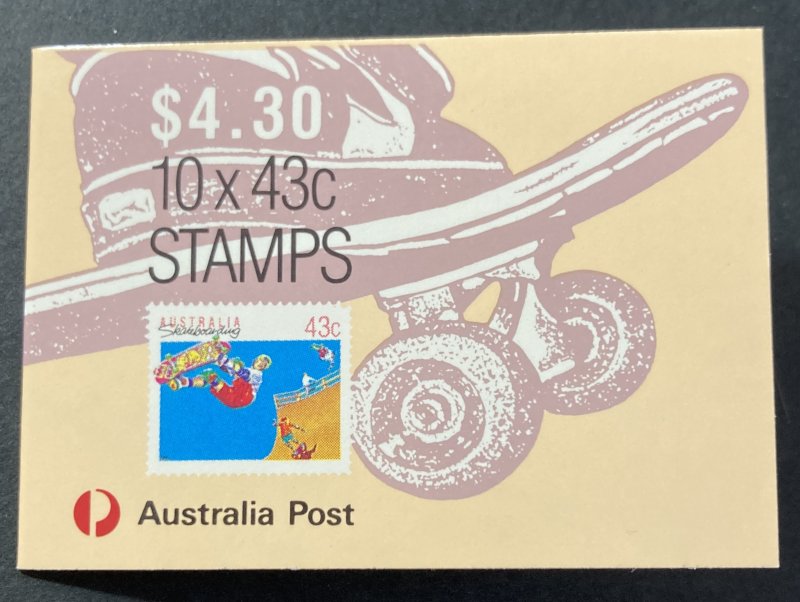 $4.30
10 x 43c
STAMPS
AUSTRALIA 43c
Skateboarding
Australia Post